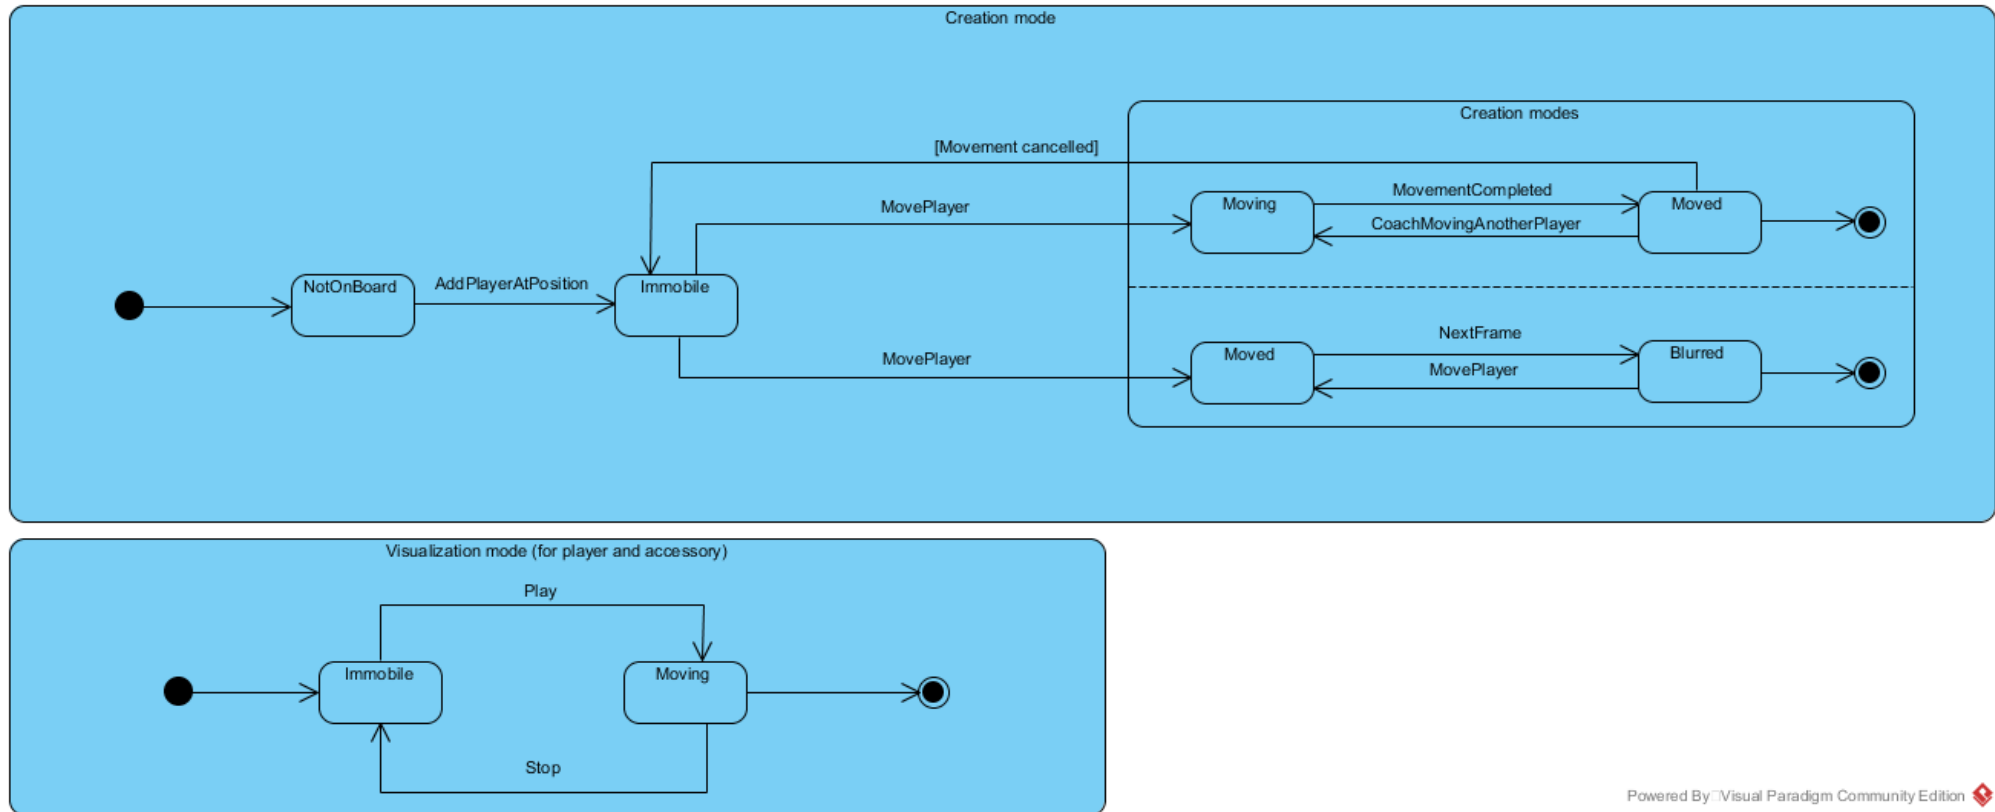 Creation mode
Creation modes
[Movement cancelled]
MovementCompleted
MovePlayer
Moving
Moved
CoachMovingAnotherPlayer
NotOnBoard
AddPlayerAtPosition
Immobile
NextFrame
MovePlayer
Moved
Blurred
MovePlayer
Visualization mode (for player and accessory)
Play
Immobile
Moving
Stop
Powered By Visual Paradigm Community Edition